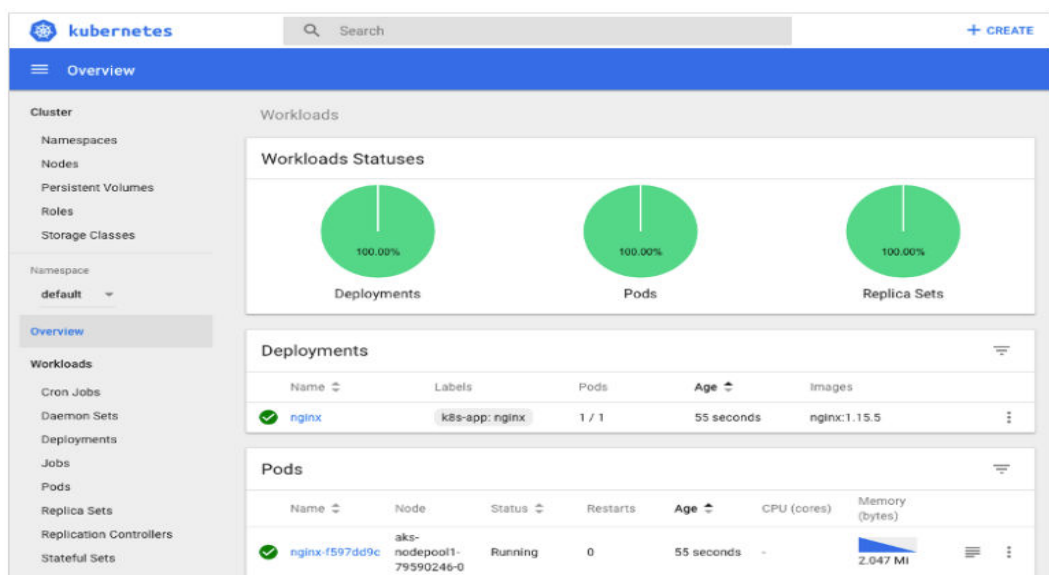 kubernetes
Search
+ CREATE
Overview
Cluster
Namespaces
Nodes
Persistent Volumes
Roles
Storage Classes
Namespace
default
Overview
Workloads
Cron Jobs
Daemon Sets
Deployments
Jobs
Pods
Replica Sets
Replication Controllers
Stateful Sets
Workloads
Workloads Statuses
100.00% 100.00% 100.00%
Deployments Pods Replica Sets
Deployments
Name Labels Pods Age Images
nginx k8s-app: nginx 1 / 1 55 seconds nginx:1.15.5
Pods
Name Node Status Restarts Age CPU (cores) Memory (bytes)
nginx-f597dd9c aks-nodepool1-79590246-0 Running 0 55 seconds - 2.047 Mi